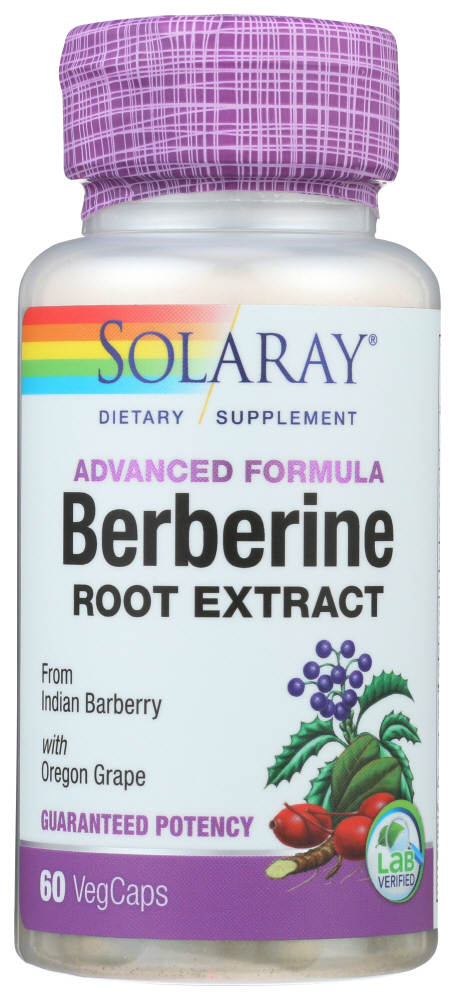 SOLARAY®
DIETARY SUPPLEMENT
ADVANCED FORMULA
Berberine
ROOT EXTRACT
From
Indian Barberry
with
Oregon Grape
GUARANTEED POTENCY
LAB
VERIFIED
60 VegCaps